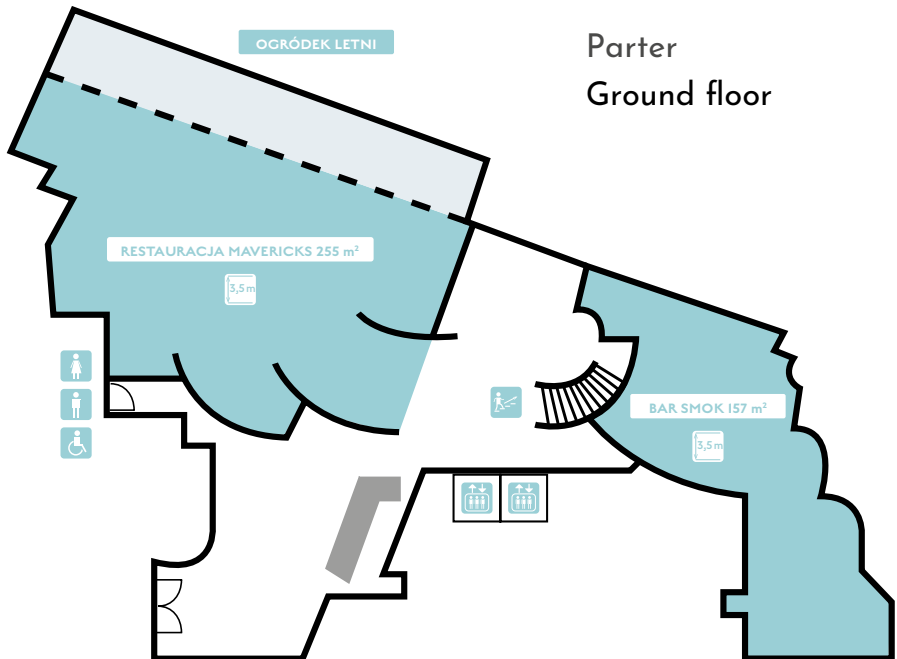 OGRÓDEK LETNI
Parter
Ground floor
RESTAURACJA MAVERICKS 255 m²
3,5 m
BAR SMOK 157 m²
3,5 m